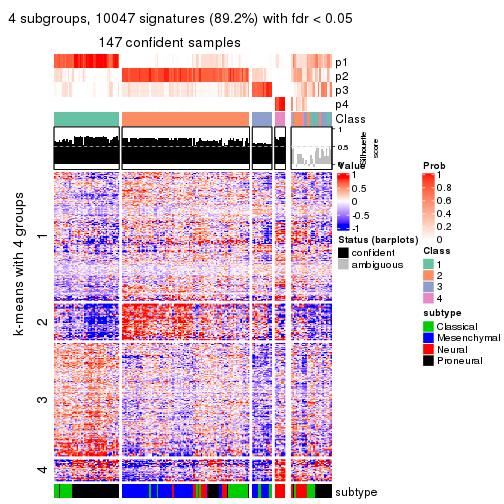 4 subgroups, 10047 signatures (89.2%) with fdr < 0.05
147 confident samples
p1
p2
p3
p4
Class
1
0.5
0
Silhouette
score
k-means with 4 groups
1
2
3
4
subtype
Value
1
0.5
0
-0.5
-1
Status (barplots)
confident
ambiguous
Prob
1
0.8
0.6
0.4
0.2
0
Class
1
2
3
4
subtype
Classical
Mesenchymal
Neural
Proneural